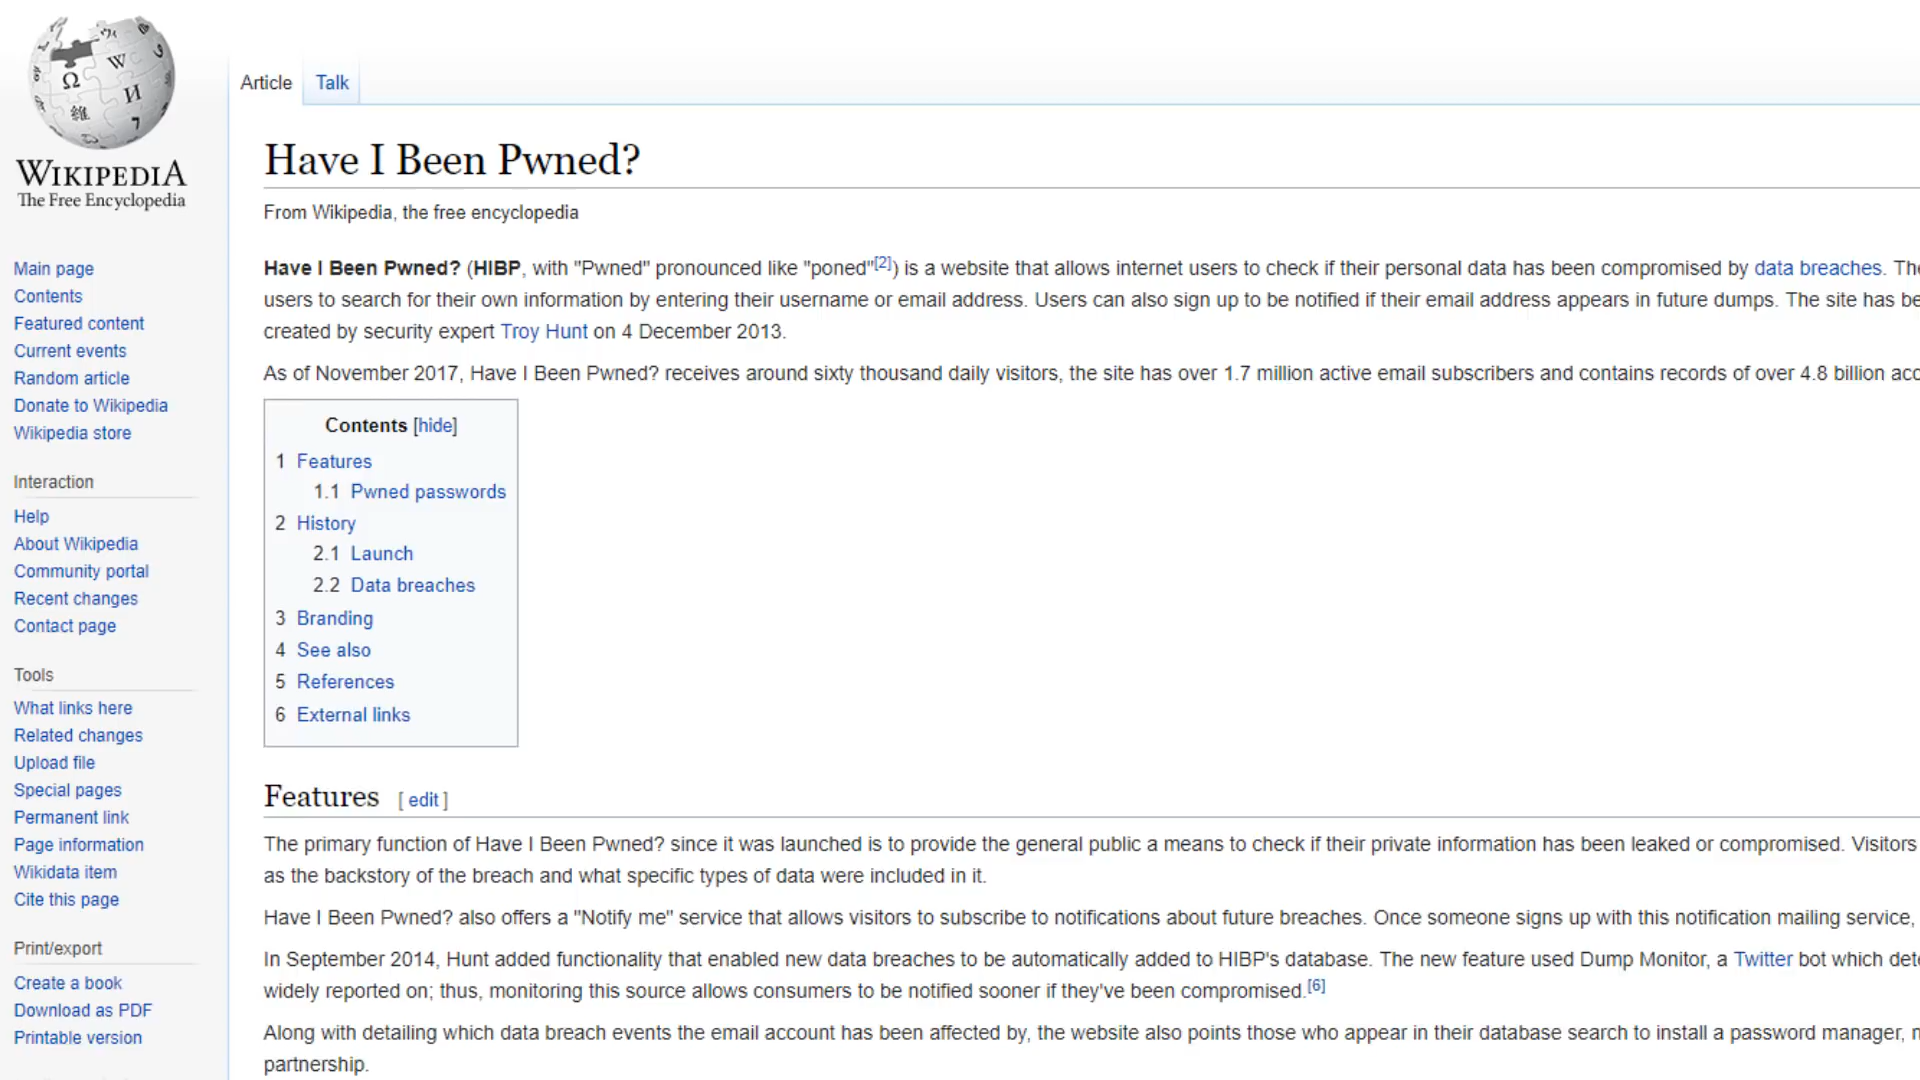 WIKIPEDIA
The Free Encyclopedia
Main page
Contents
Featured content
Current events
Random article
Donate to Wikipedia
Wikipedia store
Interaction
Help
About Wikipedia
Community portal
Recent changes
Contact page
Tools
What links here
Related changes
Upload file
Special pages
Permanent link
Page information
Wikidata item
Cite this page
Print/export
Create a book
Download as PDF
Printable version
Article Talk
Have I Been Pwned?
From Wikipedia, the free encyclopedia
Have I Been Pwned? (HIBP, with "Pwned" pronounced like "poned"[2]) is a website that allows internet users to check if their personal data has been compromised by data breaches.
users to search for their own information by entering their username or email address. Users can also sign up to be notified if their email address appears in future dumps. The site has
created by security expert Troy Hunt on 4 December 2013.
As of November 2017, Have I Been Pwned? receives around sixty thousand daily visitors, the site has over 1.7 million active email subscribers and contains records of over 4.8 billion
Contents [hide]
1 Features
1.1 Pwned passwords
2 History
2.1 Launch
2.2 Data breaches
3 Branding
4 See also
5 References
6 External links
Features [ edit ]
The primary function of Have I Been Pwned? since it was launched is to provide the general public a means to check if their private information has been leaked or compromised. Visitors
as the backstory of the breach and what specific types of data were included in it.
Have I Been Pwned? also offers a "Notify me" service that allows visitors to subscribe to notifications about future breaches. Once someone signs up with this notification mailing service,
In September 2014, Hunt added functionality that enabled new data breaches to be automatically added to HIBP's database. The new feature used Dump Monitor, a Twitter bot which
widely reported on; thus, monitoring this source allows consumers to be notified sooner if they've been compromised.[6]
Along with detailing which data breach events the email account has been affected by, the website also points those who appear in their database search to install a password manager,
partnership.